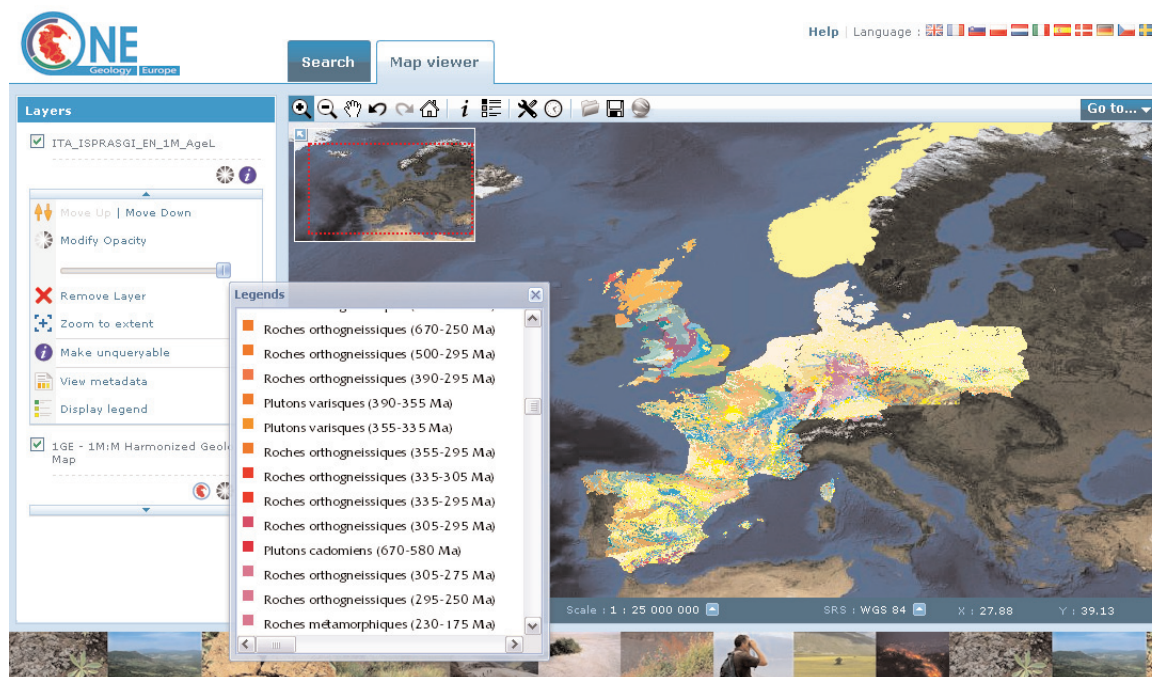 ONE
Geology Europe
Search
Map viewer
Help | Language :
Layers
Go to...
ITA_ISPRASGI_EN_1M_AgeL
Move Up | Move Down
Modify Opacity
Remove Layer
Zoom to extent
Make unqueryable
View metadata
Display legend
1GE - 1M:M Harmonized Geol
Map
Legends
Roches orthogneissiques (670-250 Ma)
Roches orthogneissiques (500-295 Ma)
Roches orthogneissiques (390-295 Ma)
Plutons varisques (390-355 Ma)
Plutons varisques (355-335 Ma)
Roches orthogneissiques (355-295 Ma)
Roches orthogneissiques (335-305 Ma)
Roches orthogneissiques (335-295 Ma)
Roches orthogneissiques (305-295 Ma)
Plutons cadomiens (670-580 Ma)
Roches orthogneissiques (305-275 Ma)
Roches orthogneissiques (295-250 Ma)
Roches métamorphiques (230-175 Ma)
Scale : 1 : 25 000 000
SRS : WGS 84
X : 27.88
Y : 39.13